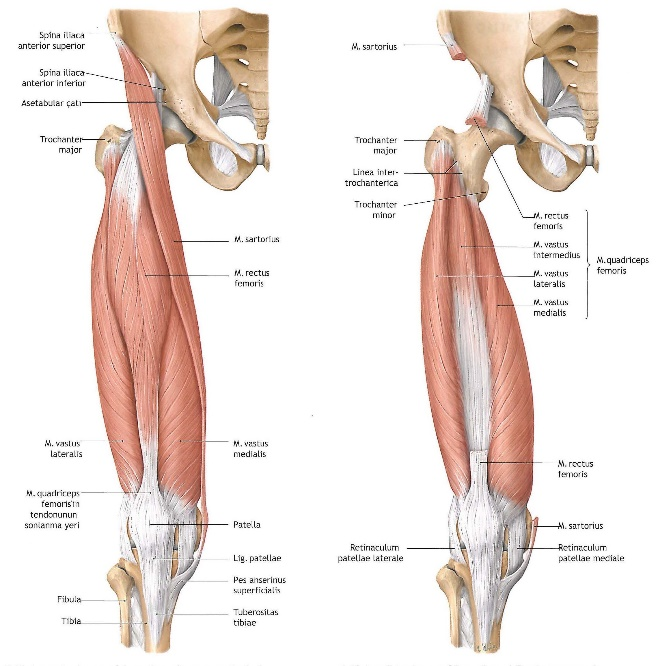 Spina iliaca
anterior superior
Spina iliaca
anterior inferior
Asetabular çatı
Trochanter
major
M. sartorius
M. rectus
femoris
M. vastus
lateralis
M. vastus
medialis
M. quadriceps
femoris'in
tendonunun
sonlanma yeri
Patella
Lig. patellae
Pes anserinus
superficialis
Fibula
Tuberositas
tibiae
Tibia
M. sartorius
Trochanter
major
Linea inter-
trochanterica
Trochanter
minor
M. rectus
femoris
M. vastus
intermedius
M. quadriceps
femoris
M. vastus
lateralis
M. vastus
medialis
M. rectus
femoris
M. sartorius
Retinaculum
patellae laterale
Retinaculum
patellae mediale